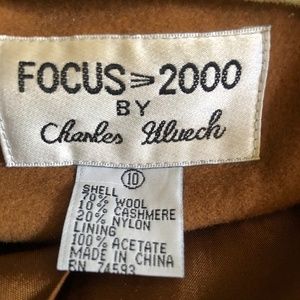 FOCUS⋟2000
BY
Charles Kluech
10
SHELL
70% WOOL
10% CASHMERE
20% NYLON
LINING
100% ACETATE
MADE IN CHINA
RN 74593